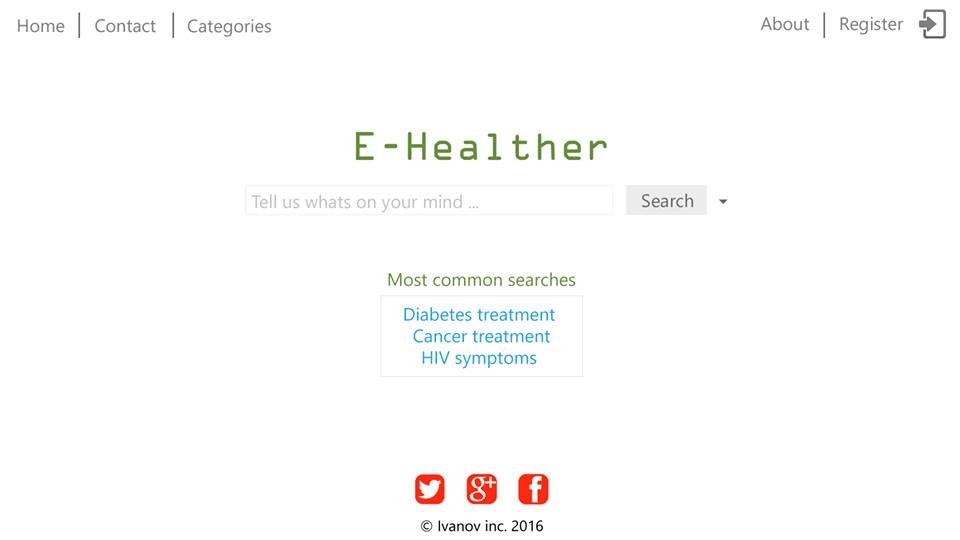 Home | Contact | Categories
About | Register
E-Healther
Tell us whats on your mind ...
Search
Most common searches
Diabetes treatment
Cancer treatment
HIV symptoms
g+ f
© Ivanov inc. 2016